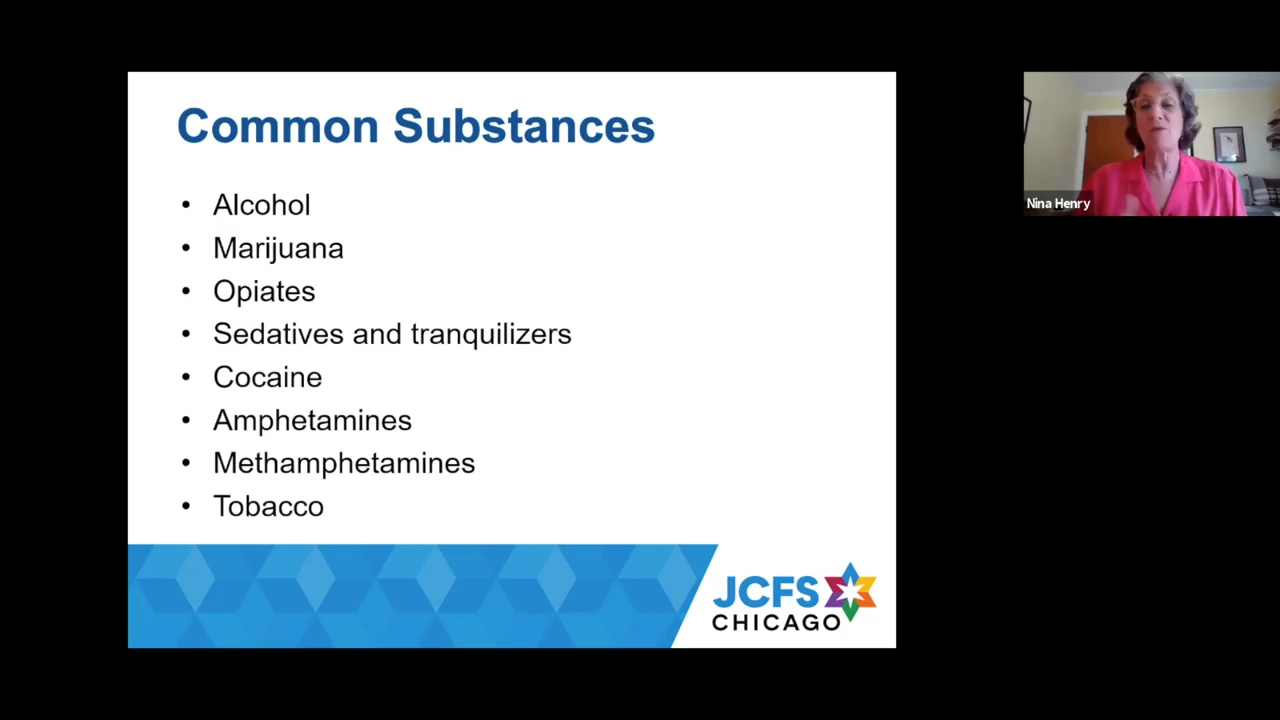 Common Substances
• Alcohol
• Marijuana
• Opiates
• Sedatives and tranquilizers
• Cocaine
• Amphetamines
• Methamphetamines
• Tobacco
JCFS
CHICAGO
Nina Henry